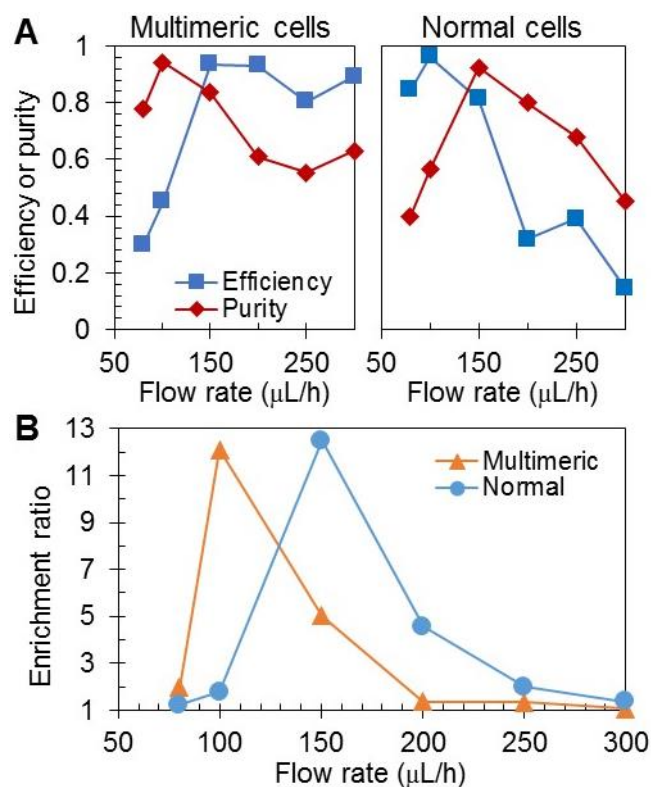 A Multimeric cells Normal cells
Efficiency or purity
1
0.8
0.6
0.4
0.2
0
Efficiency
Purity
50 150 250 50 150 250
Flow rate (μL/h) Flow rate (μL/h)
B
Enrichment ratio
13
11
9
7
5
3
1
Multimeric
Normal
50 100 150 200 250 300
Flow rate (μL/h)